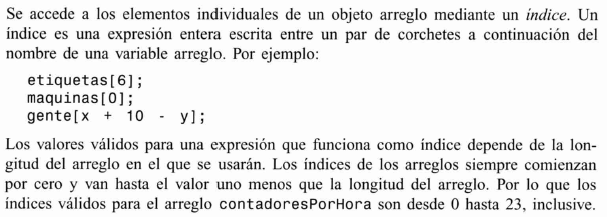 Se accede a los elementos individuales de un objeto arreglo mediante un índice. Un
índice es una expresión entera escrita entre un par de corchetes a continuación del
nombre de una variable arreglo. Por ejemplo:
etiquetas[6];
maquinas[0];
gente[x + 10 - y];
Los valores válidos para una expresión que funciona como índice depende de la lon-
gitud del arreglo en el que se usarán. Los índices de los arreglos siempre comienzan
por cero y van hasta el valor uno menos que la longitud del arreglo. Por lo que los
índices válidos para el arreglo contadoresPorHora son desde 0 hasta 23, inclusive.